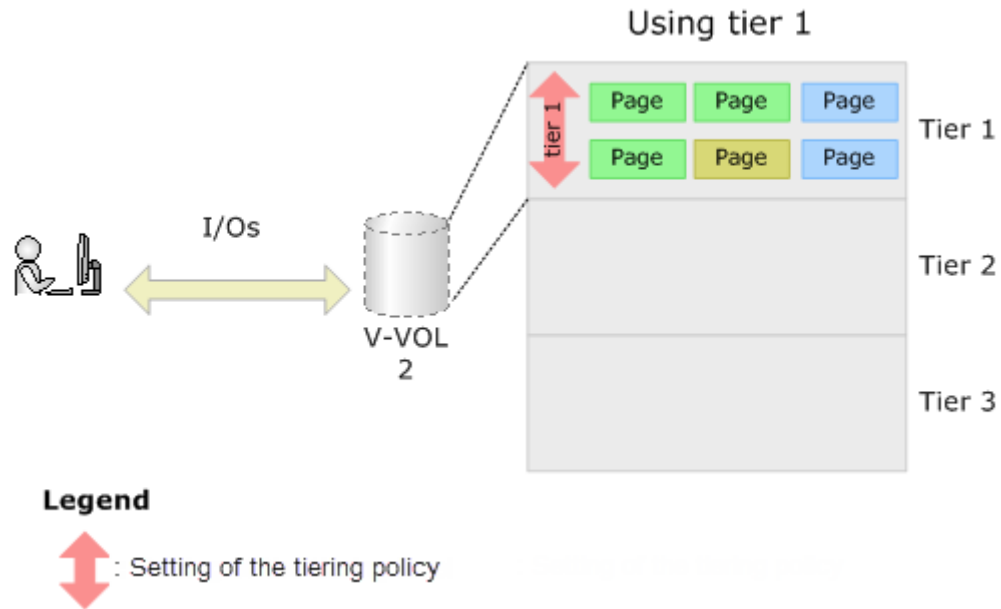 Using tier 1
tier 1
Page Page Page
Page Page Page
Tier 1
I/Os
Tier 2
V-VOL
2
Tier 3
Legend
: Setting of the tiering policy